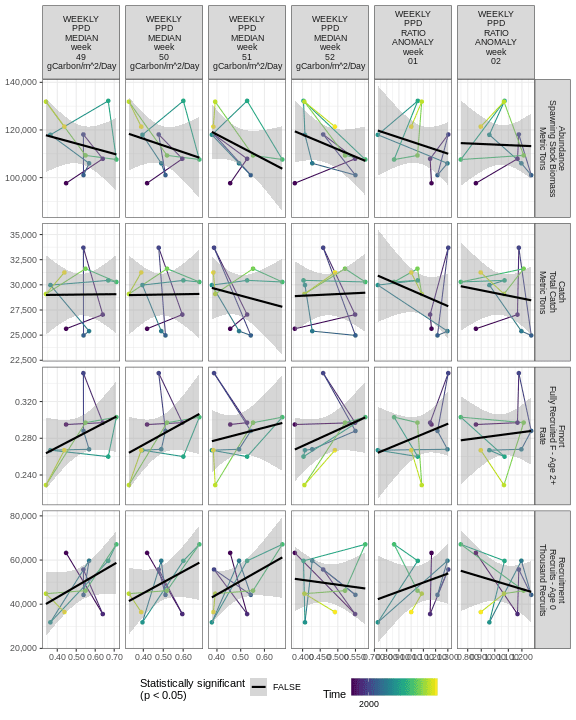 WEEKLY
PPD
MEDIAN
week
49
gCarbon/m^2/Day
WEEKLY
PPD
MEDIAN
week
50
gCarbon/m^2/Day
WEEKLY
PPD
MEDIAN
week
51
gCarbon/m^2/Day
WEEKLY
PPD
MEDIAN
week
52
gCarbon/m^2/Day
WEEKLY
PPD
RATIO
ANOMALY
week
01
WEEKLY
PPD
RATIO
ANOMALY
week
02
140,000
120,000
100,000
Abundance
Spawning Stock Biomass
Metric Tons
35,000
32,500
30,000
27,500
25,000
22,500
Catch
Total Catch
Metric Tons
0.320
0.280
0.240
Fmort
Fully Recruited F - Age 2+
Rate
80,000
60,000
40,000
20,000
Recruitment
Recruits - Age 0
Thousand Recruits
0.40 0.50 0.60 0.70
0.40 0.50 0.60
0.40 0.50 0.60
0.400 0.450 0.500 0.550
Statistically significant
(p < 0.05)
FALSE
Time
2000